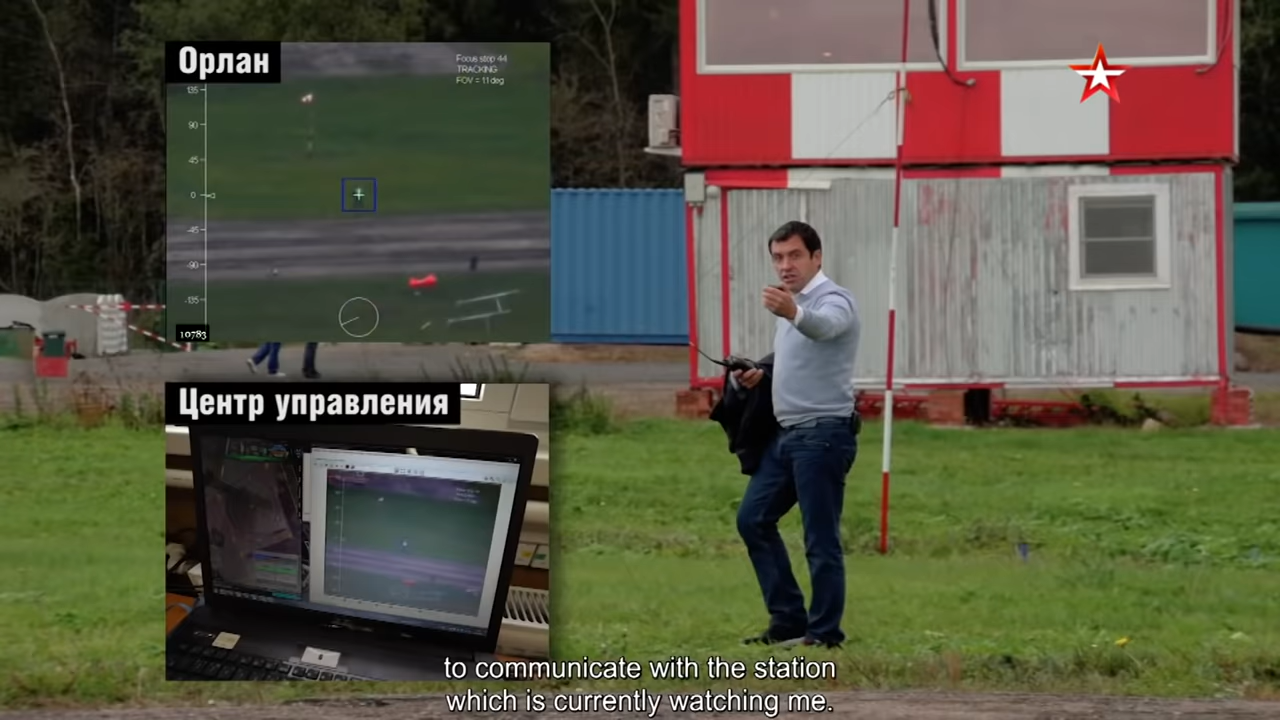 Орлан
Focus stop 44
TRACKING
FOV = 11 deg
135
90
45
0
-45
-90
-135
10783
Центр управления
to communicate with the station
which is currently watching me.